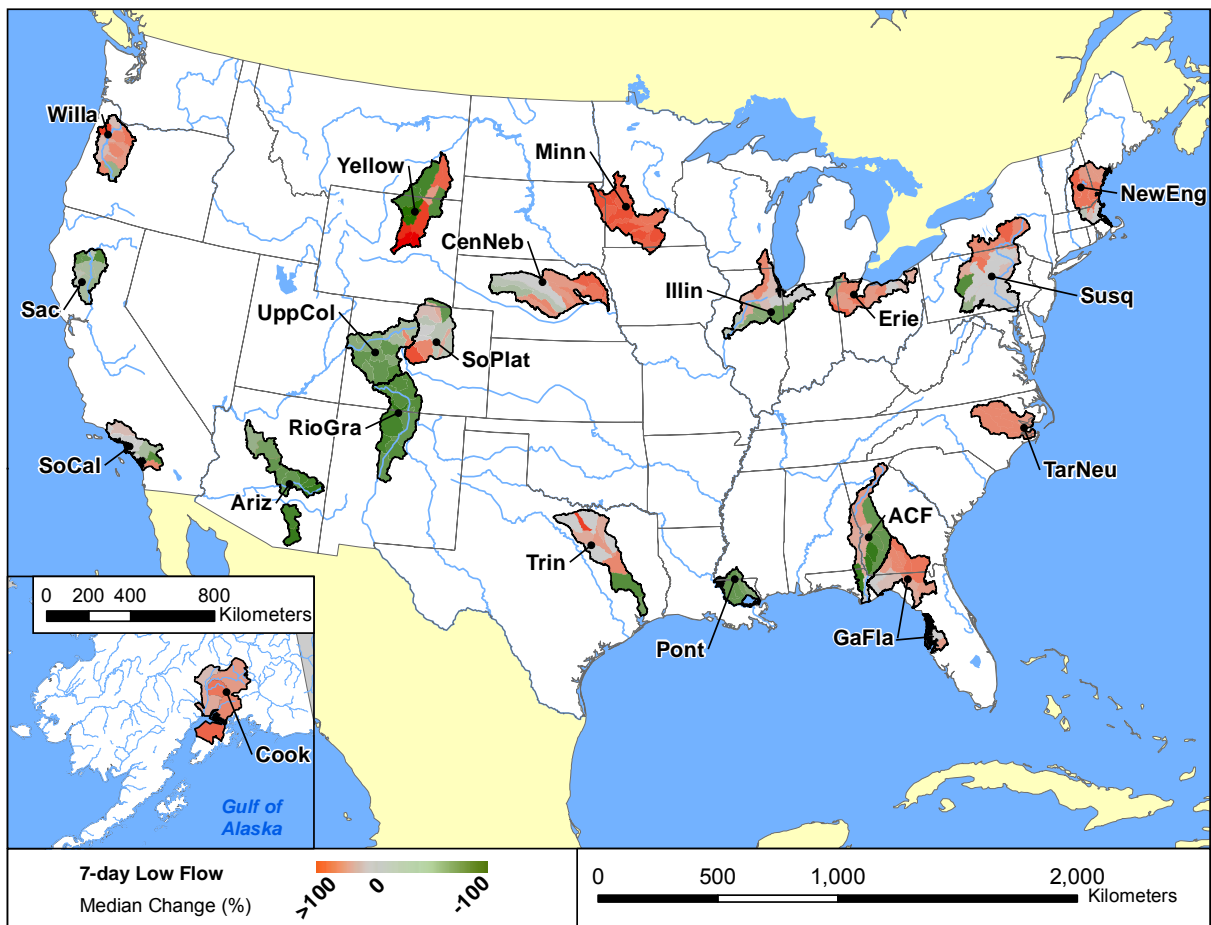 Willa
Yellow
Minn
NewEng
CenNeb
Illin
Erie
Susq
Sac
UppCol
SoPlat
RioGra
SoCal
Ariz
TarNeu
ACF
Trin
Pont
GaFla
0 200 400 800
Kilometers
Cook
Gulf of
Alaska
7-day Low Flow
Median Change (%)
>100 0 -100
0 500 1,000 2,000
Kilometers